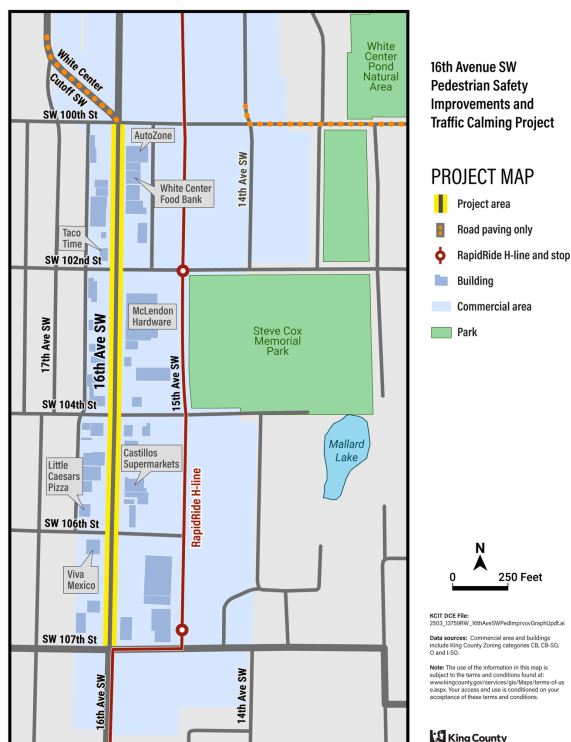 White
Center
Pond
Natural
Area
White Center
Cutoff SW
SW 100th St
AutoZone
White Center
Food Bank
14th Ave SW
Taco
Time
SW 102nd St
McLendon
Hardware
17th Ave SW
16th Ave SW
15th Ave SW
Steve Cox
Memorial
Park
SW 104th St
Mallard
Lake
Little
Caesars
Pizza
Castillos
Supermarkets
RapidRide H-line
SW 106th St
Viva
Mexico
SW 107th St
16th Ave SW
14th Ave SW
16th Avenue SW
Pedestrian Safety
Improvements and
Traffic Calming Project
PROJECT MAP
Project area
Road paving only
RapidRide H-line and stop
Building
Commercial area
Park
N
0 250 Feet
KCIT DCE File:
2503_13759RW_16thAveSWPedImprvovGraphUpdt.ai
Data sources: Commercial area and buildings
include King County Zoning categories CB, CB-SO,
O and I-SO.
Note: The use of the information in this map is
subject to the terms and conditions found at:
www.kingcounty.gov/services/gis/Maps/terms-of-us
e.aspx. Your access and use is conditioned on your
acceptance of these terms and conditions.
King County